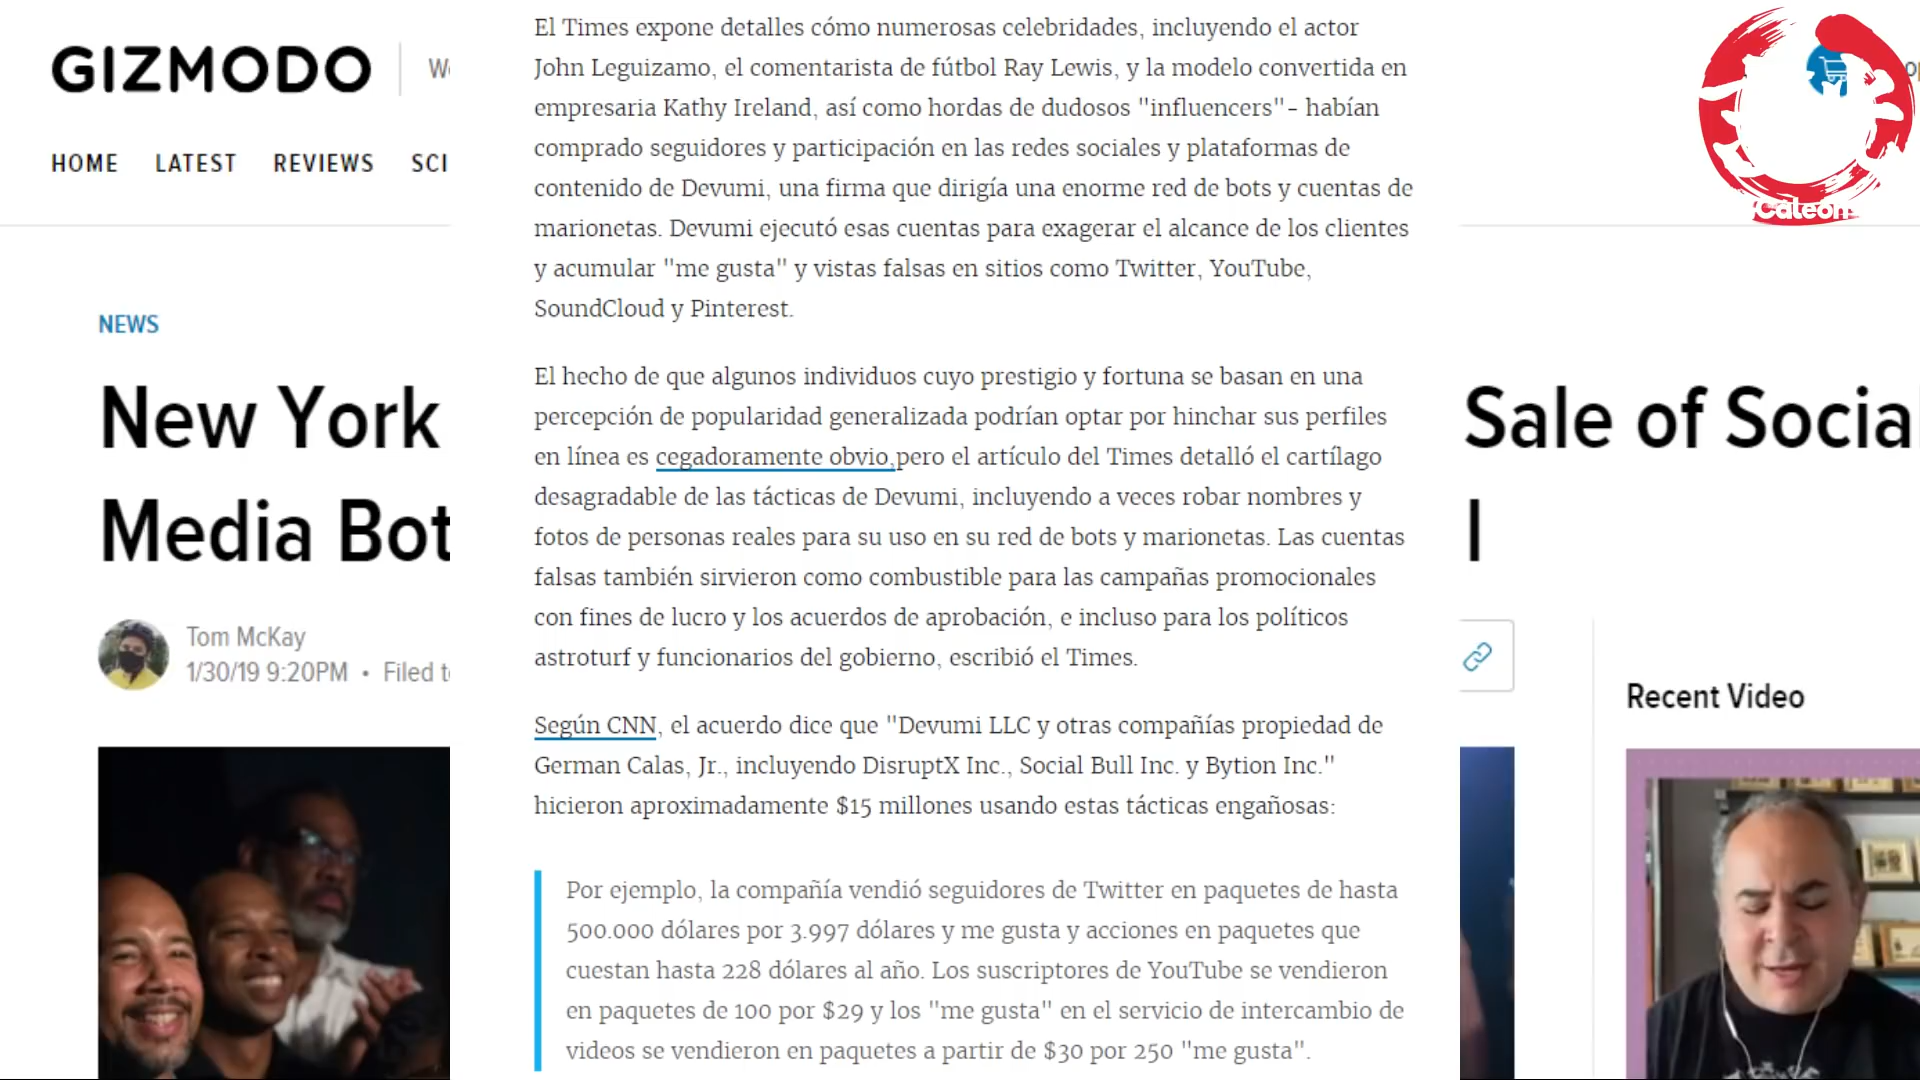 GIZMODO
HOME LATEST REVIEWS SCI
NEWS
New York
Media Bot
Tom McKay
1/30/19 9:20PM • Filed
El Times expone detalles cómo numerosas celebridades, incluyendo el actor
John Leguizamo, el comentarista de fútbol Ray Lewis, y la modelo convertida en
empresaria Kathy Ireland, así como hordas de dudosos "influencers"- habían
comprado seguidores y participación en las redes sociales y plataformas de
contenido de Devumi, una firma que dirigía una enorme red de bots y cuentas de
marionetas. Devumi ejecutó esas cuentas para exagerar el alcance de los clientes
y acumular "me gusta" y vistas falsas en sitios como Twitter, YouTube,
SoundCloud y Pinterest.
El hecho de que algunos individuos cuyo prestigio y fortuna se basan en una
percepción de popularidad generalizada podrían optar por hinchar sus perfiles
en línea es cegadoramente obvio,pero el artículo del Times detalló el cartílago
desagradable de las tácticas de Devumi, incluyendo a veces robar nombres y
fotos de personas reales para su uso en su red de bots y marionetas. Las cuentas
falsas también sirvieron como combustible para las campañas promocionales
con fines de lucro y los acuerdos de aprobación, e incluso para los políticos
astroturf y funcionarios del gobierno, escribió el Times.
Según CNN, el acuerdo dice que "Devumi LLC y otras compañías propiedad de
German Calas, Jr., incluyendo DisruptX Inc., Social Bull Inc. y Bytion Inc."
hicieron aproximadamente $15 millones usando estas tácticas engañosas:
Por ejemplo, la compañía vendió seguidores de Twitter en paquetes de hasta
500.000 dólares por 3.997 dólares y me gusta y acciones en paquetes que
cuestan hasta 228 dólares al año. Los suscriptores de YouTube se vendieron
en paquetes de 100 por $29 y los "me gusta" en el servicio de intercambio de
videos se vendieron en paquetes a partir de $30 por 250 "me gusta".
Sale of Social
Recent Video